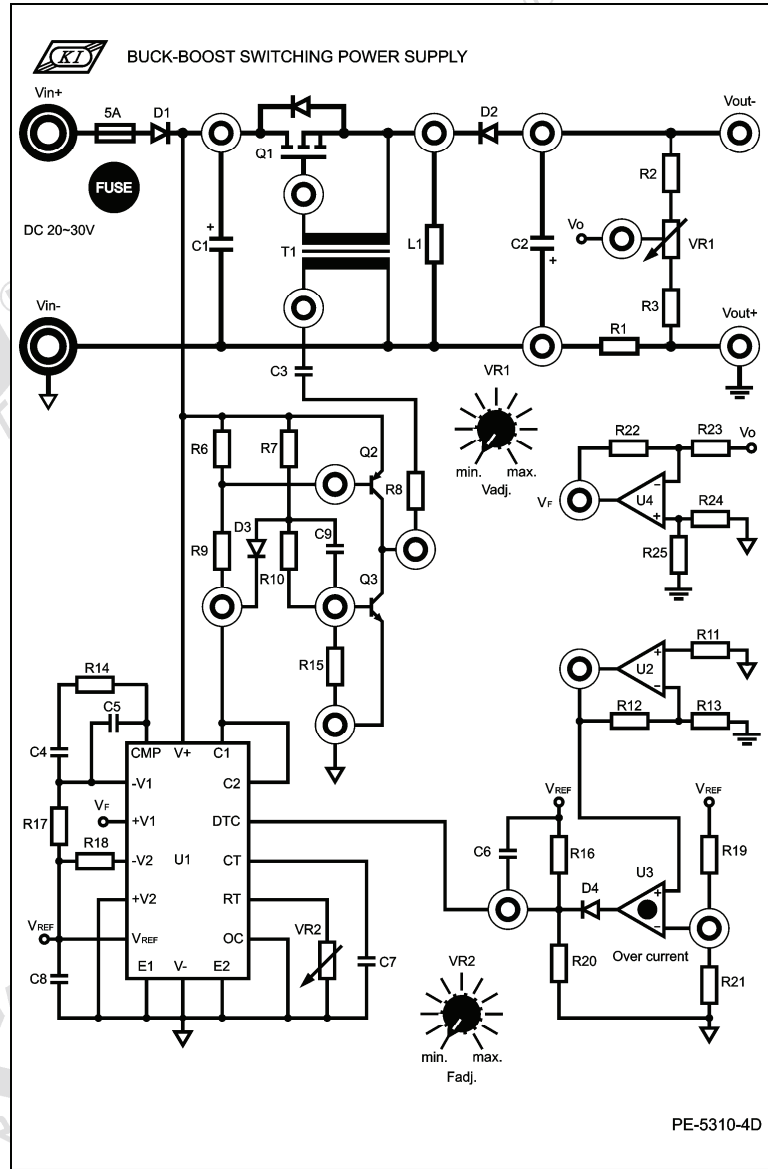 KI BUCK-BOOST SWITCHING POWER SUPPLY
Vin+
5A
D1
D2
Vout-
Q1
FUSE
R2
DC 20~30V
C1
+
T1
L1
C2
+
Vo
VR1
Vin-
R3
R1
Vout+
C3
VR1
min.
max.
Vadj.
R6
R7
Q2
R8
R22
R23
Vo
VF
U4
-
+
R24
R25
D3
C9
R9
R10
Q3
R15
R14
C5
C4
U2
+
-
R11
R12
R13
CMP
V+
C1
-V1
C2
VF
+V1
DTC
R17
R18
-V2
U1
CT
+V2
RT
VREF
VREF
OC
C8
E1
V-
E2
VR2
C7
VREF
VREF
C6
R16
R19
D4
U3
+
-
Over current
R20
R21
VR2
min.
max.
Fadj.
PE-5310-4D